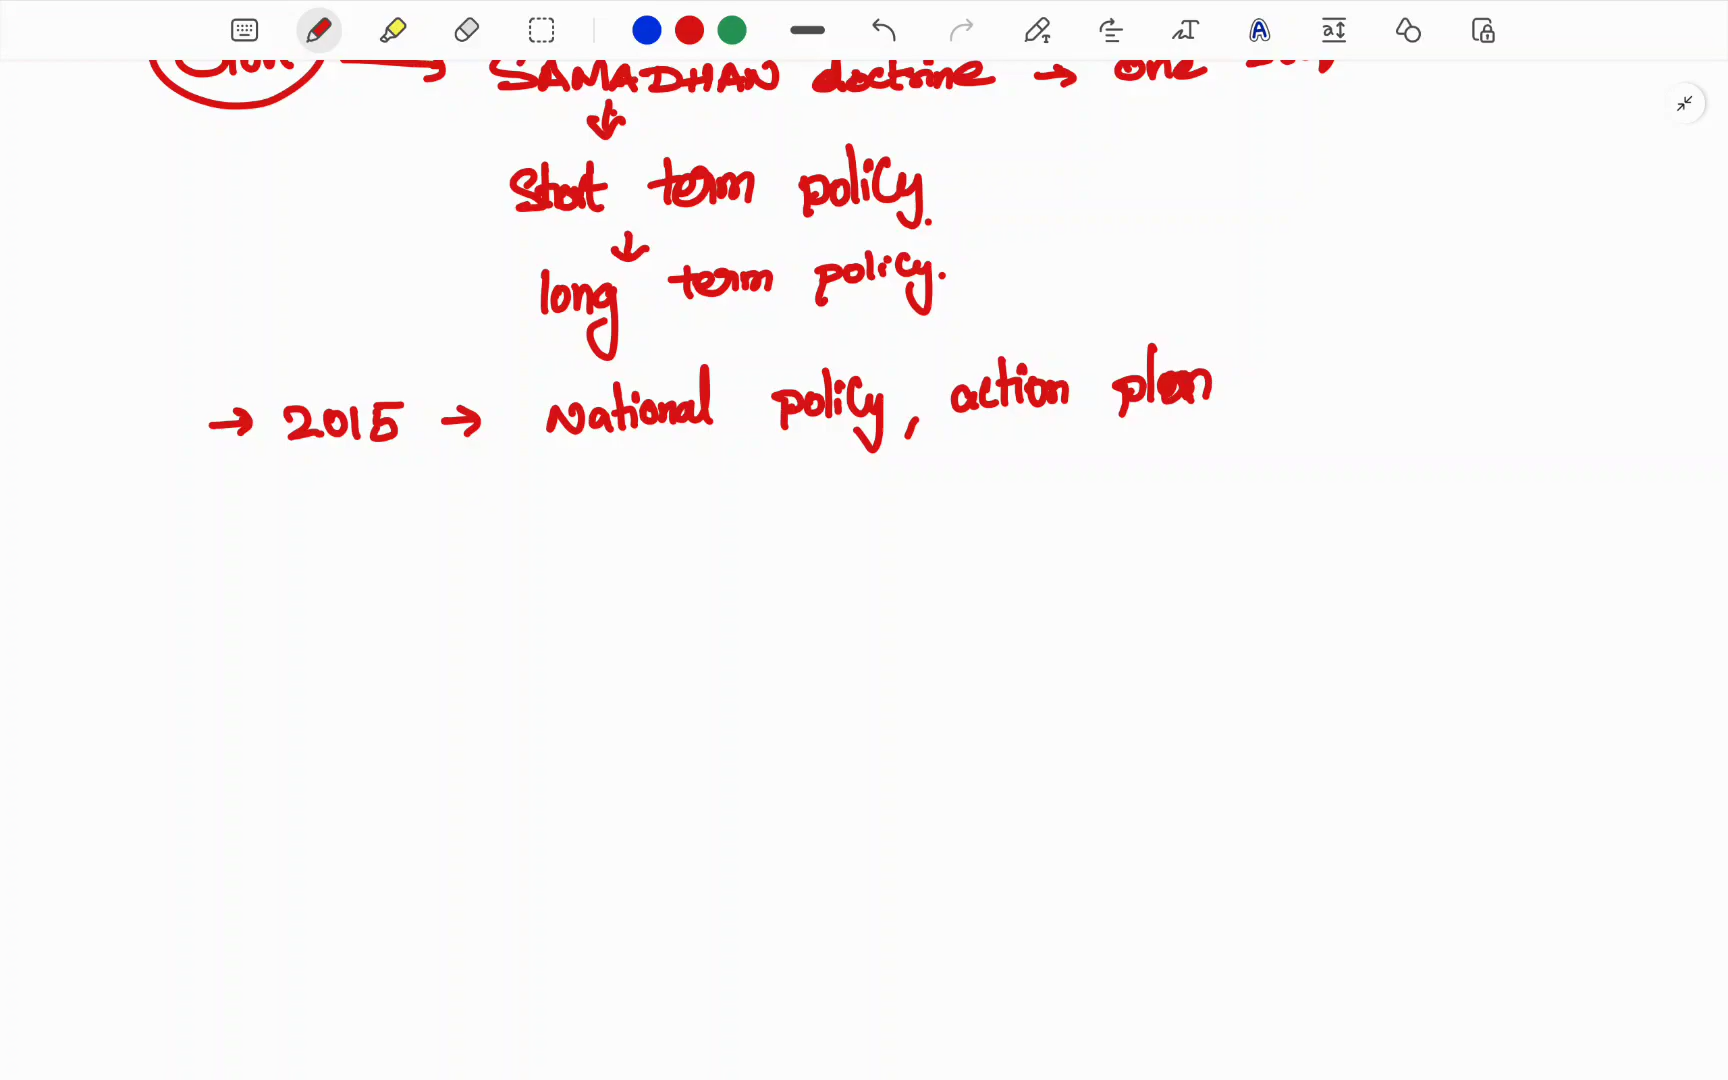 SAMADHAN doctrine → one
↓
Short term policy.
↓
long term policy.
→ 2015 → National policy, action plan